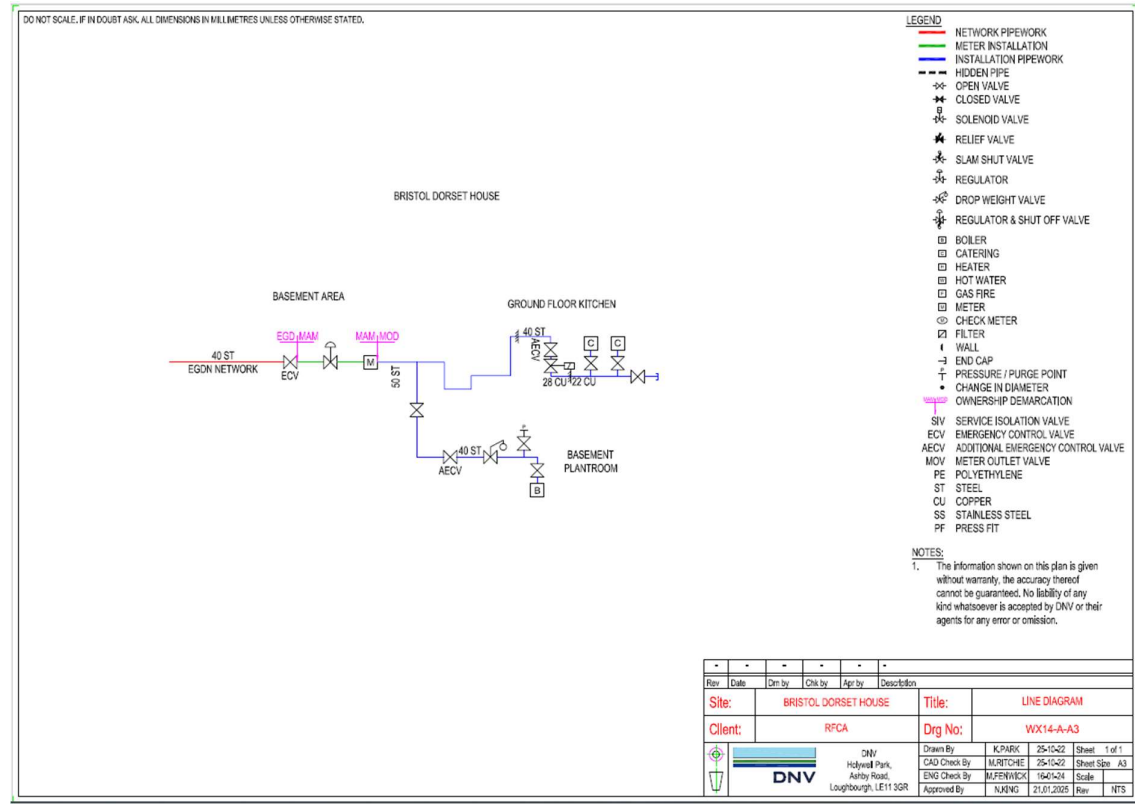 DO NOT SCALE. IF IN DOUBT ASK. ALL DIMENSIONS IN MILLIMETRES UNLESS OTHERWISE STATED.
BRISTOL DORSET HOUSE
BASEMENT AREA
GROUND FLOOR KITCHEN
EGD MAM
MAM MOD
40 ST
EGDN NETWORK
ECV
M
50 ST
40 ST
AECV
C
C
28 CU
22 CU
40 ST
AECV
P
B
BASEMENT
PLANTROOM
LEGEND
NETWORK PIPEWORK
METER INSTALLATION
INSTALLATION PIPEWORK
HIDDEN PIPE
OPEN VALVE
CLOSED VALVE
SOLENOID VALVE
RELIEF VALVE
SLAM SHUT VALVE
REGULATOR
DROP WEIGHT VALVE
REGULATOR & SHUT OFF VALVE
BOILER
CATERING
HEATER
HOT WATER
GAS FIRE
METER
CHECK METER
FILTER
WALL
END CAP
PRESSURE / PURGE POINT
CHANGE IN DIAMETER
OWNERSHIP DEMARCATION
SIV SERVICE ISOLATION VALVE
ECV EMERGENCY CONTROL VALVE
AECV ADDITIONAL EMERGENCY CONTROL VALVE
MOV METER OUTLET VALVE
PE POLYETHYLENE
ST STEEL
CU COPPER
SS STAINLESS STEEL
PF PRESS FIT
NOTES:
1. The information shown on this plan is given
without warranty, the accuracy thereof
cannot be guaranteed. No liability of any
kind whatsoever is accepted by DNV or their
agents for any error or omission.
- - - - - -
Rev Date Drn by Chk by Apr by Description
Site: BRISTOL DORSET HOUSE Title: LINE DIAGRAM
Client: RFCA Drg No: WX14-A-A3
DNV
DNV
Holywell Park,
Ashby Road,
Loughbourgh, LE11 3GR
Drawn By K.PARK 25-10-22 Sheet 1 of 1
CAD Check By M.RITCHIE 25-10-22 Sheet Size A3
ENG Check By M.FENWICK 16-01-24 Scale
Approved By N.KING 21.01.2025 Rev NTS